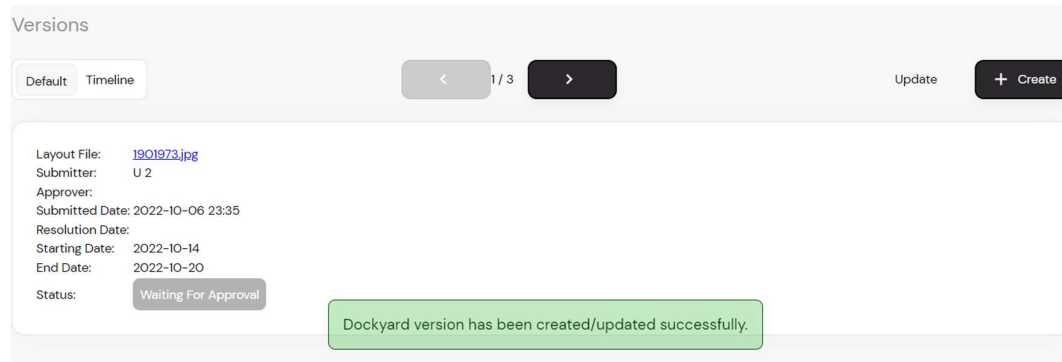 Versions
Default Timeline
1 / 3
Update
+ Create
Layout File: 1901973.jpg
Submitter: U 2
Approver:
Submitted Date: 2022-10-06 23:35
Resolution Date:
Starting Date: 2022-10-14
End Date: 2022-10-20
Status: Waiting For Approval
Dockyard version has been created/updated successfully.